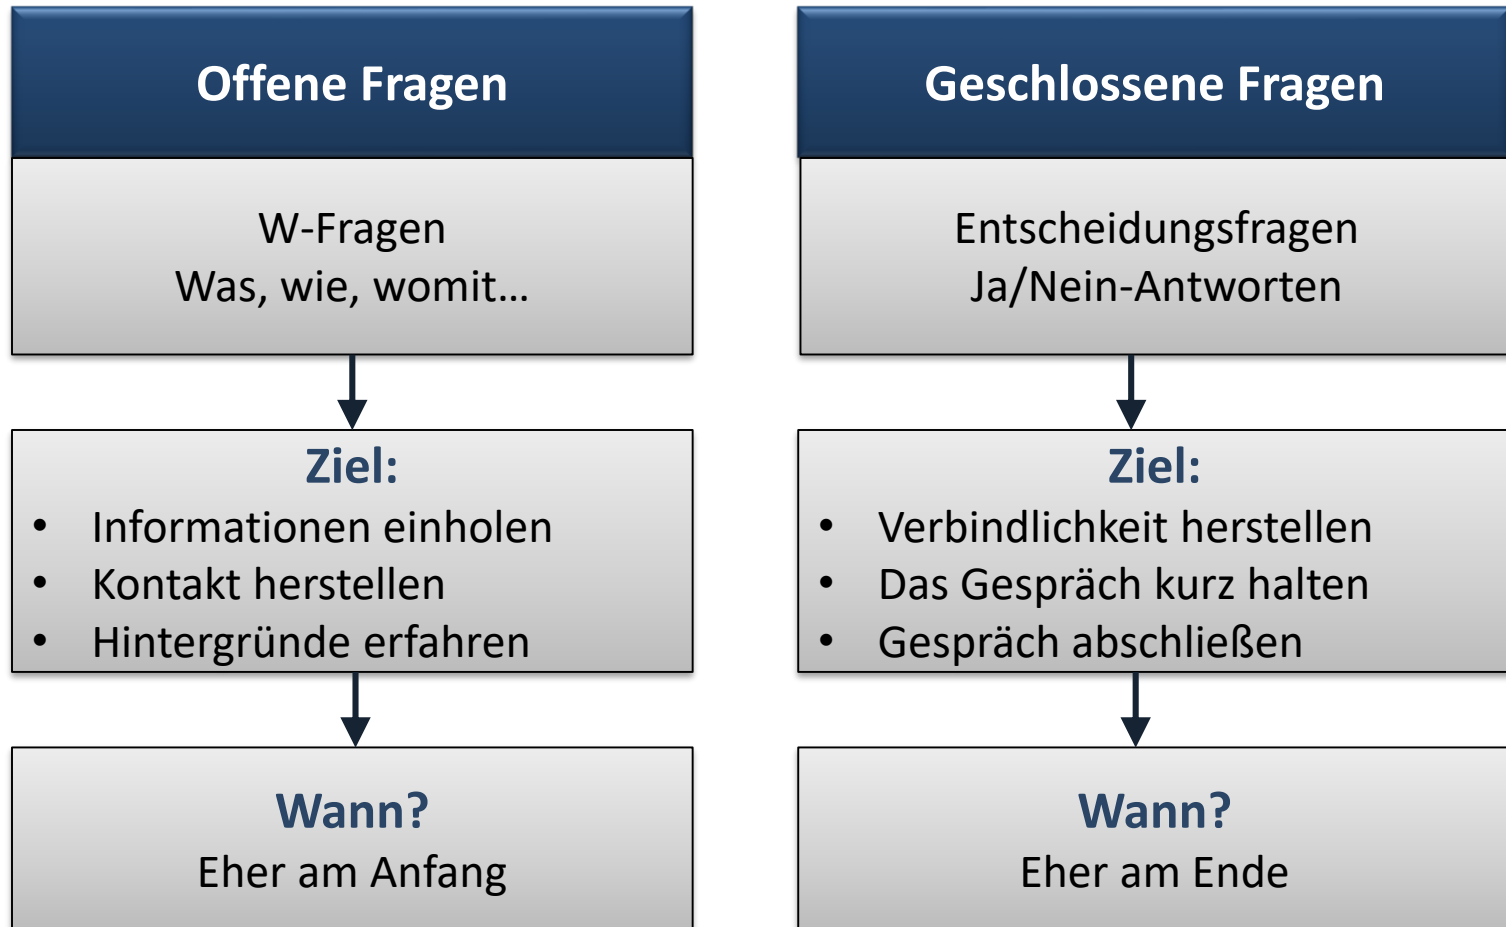 Offene Fragen
W-Fragen
Was, wie, womit…
Ziel:
• Informationen einholen
• Kontakt herstellen
• Hintergründe erfahren
Wann?
Eher am Anfang
Geschlossene Fragen
Entscheidungsfragen
Ja/Nein-Antworten
Ziel:
• Verbindlichkeit herstellen
• Das Gespräch kurz halten
• Gespräch abschließen
Wann?
Eher am Ende